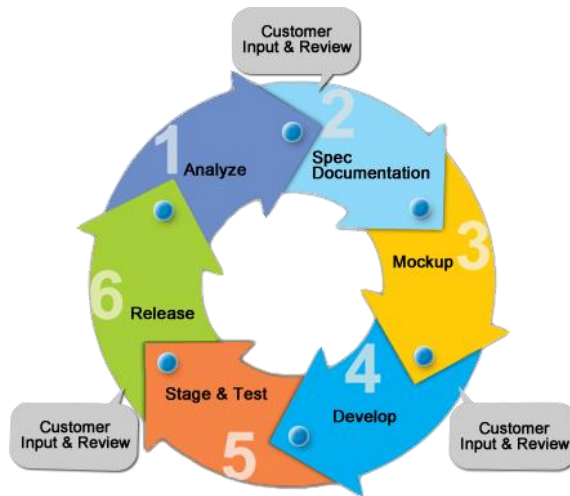 Customer
Input & Review
1
Analyze
2
Spec
Documentation
3
Mockup
4
Develop
Customer
Input & Review
5
Stage & Test
6
Release
Customer
Input & Review